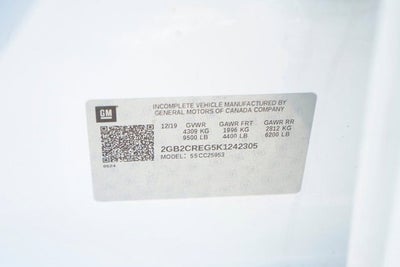 GM
INCOMPLETE VEHICLE MANUFACTURED BY
GENERAL MOTORS OF CANADA COMPANY
12/19 GVWR GAWR FRT GAWR RR
4309 KG 1996 KG 2812 KG
9500 LB 4400 LB 6200 LB
2GB2CREG5K1242305
MODEL: SSCC25953